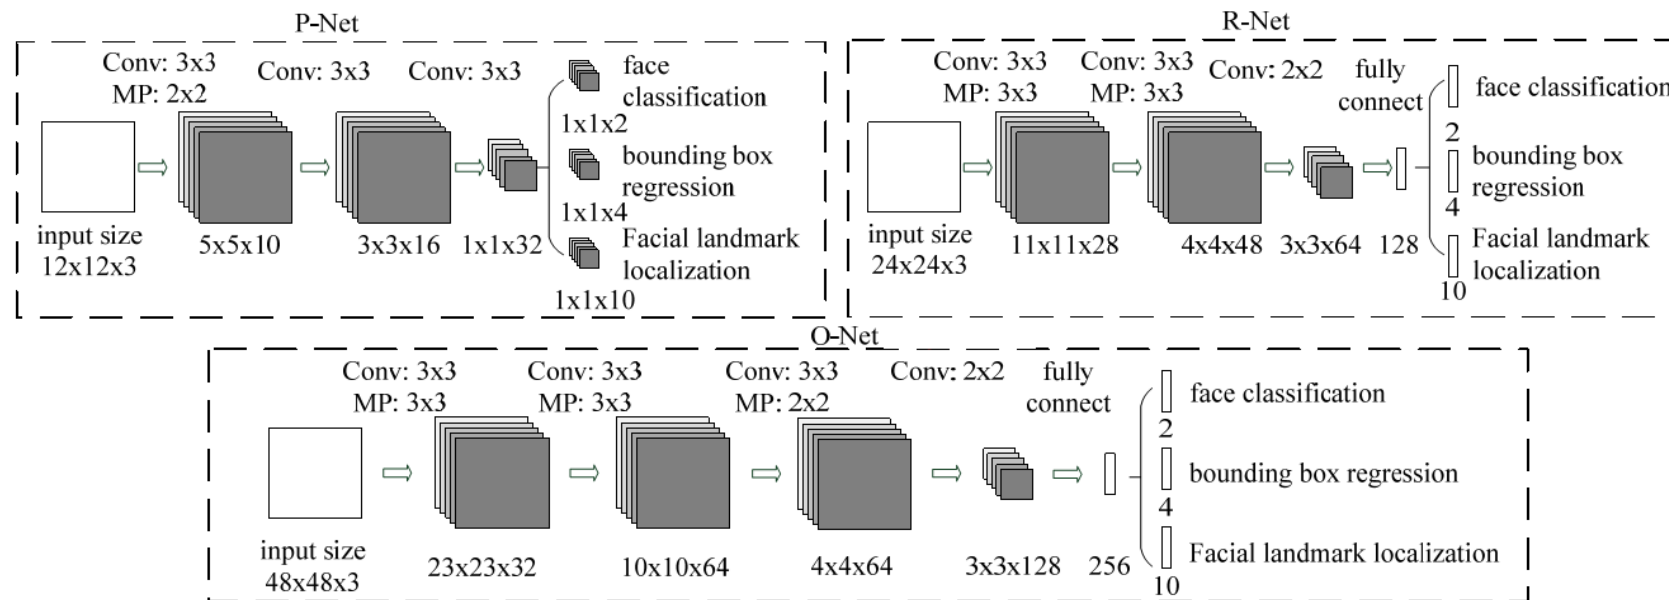 P-Net
Conv: 3x3
MP: 2x2
Conv: 3x3
Conv: 3x3
face
classification
1x1x2
bounding box
regression
1x1x4
Facial landmark
localization
1x1x10
input size
12x12x3
5x5x10
3x3x16
1x1x32
R-Net
Conv: 3x3
MP: 3x3
Conv: 3x3
MP: 3x3
Conv: 2x2
fully
connect
face classification
2
bounding box
regression
4
Facial landmark
localization
10
input size
24x24x3
11x11x28
4x4x48
3x3x64
128
O-Net
Conv: 3x3
MP: 3x3
Conv: 3x3
MP: 3x3
Conv: 3x3
MP: 2x2
Conv: 2x2
fully
connect
face classification
2
bounding box regression
4
Facial landmark localization
10
input size
48x48x3
23x23x32
10x10x64
4x4x64
3x3x128
256